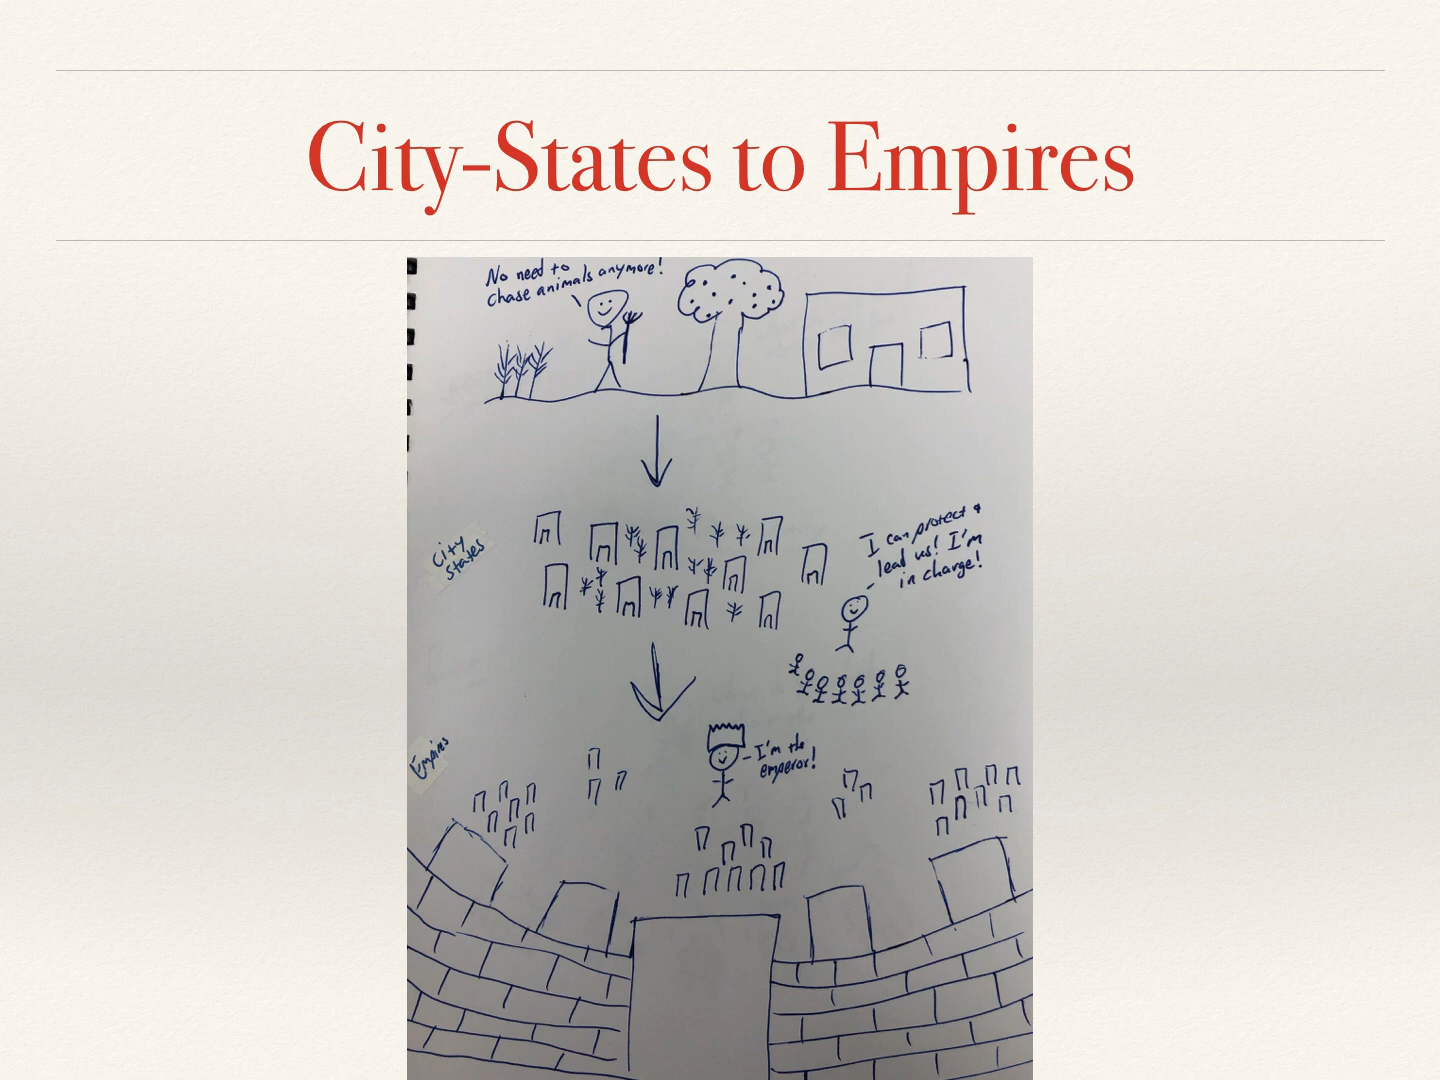 City-States to Empires
No need to
chase animals anymore!
City
States
I can protect &
lead us! I'm
in charge!
Empires
I'm the
emperor!